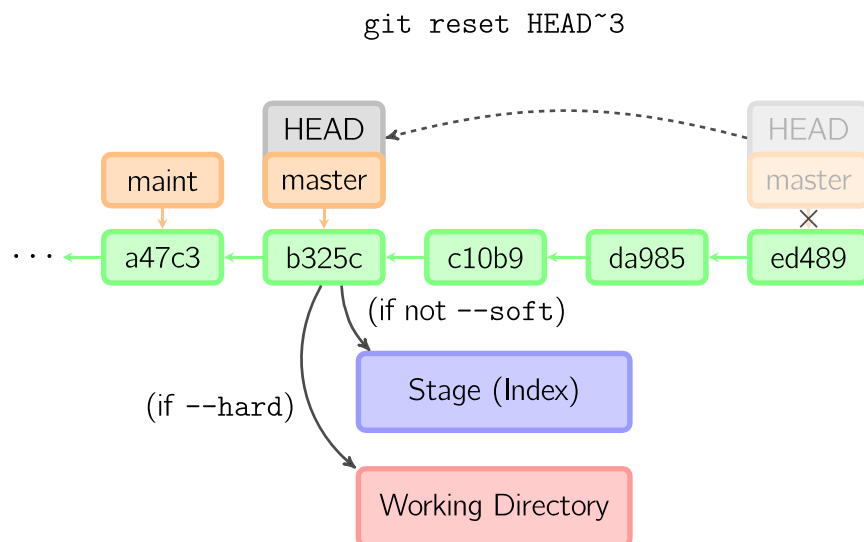 git reset HEAD~3
HEAD HEAD
maint master master
... a47c3 b325c c10b9 da985 ed489
(if not --soft)
Stage (Index)
(if --hard)
Working Directory